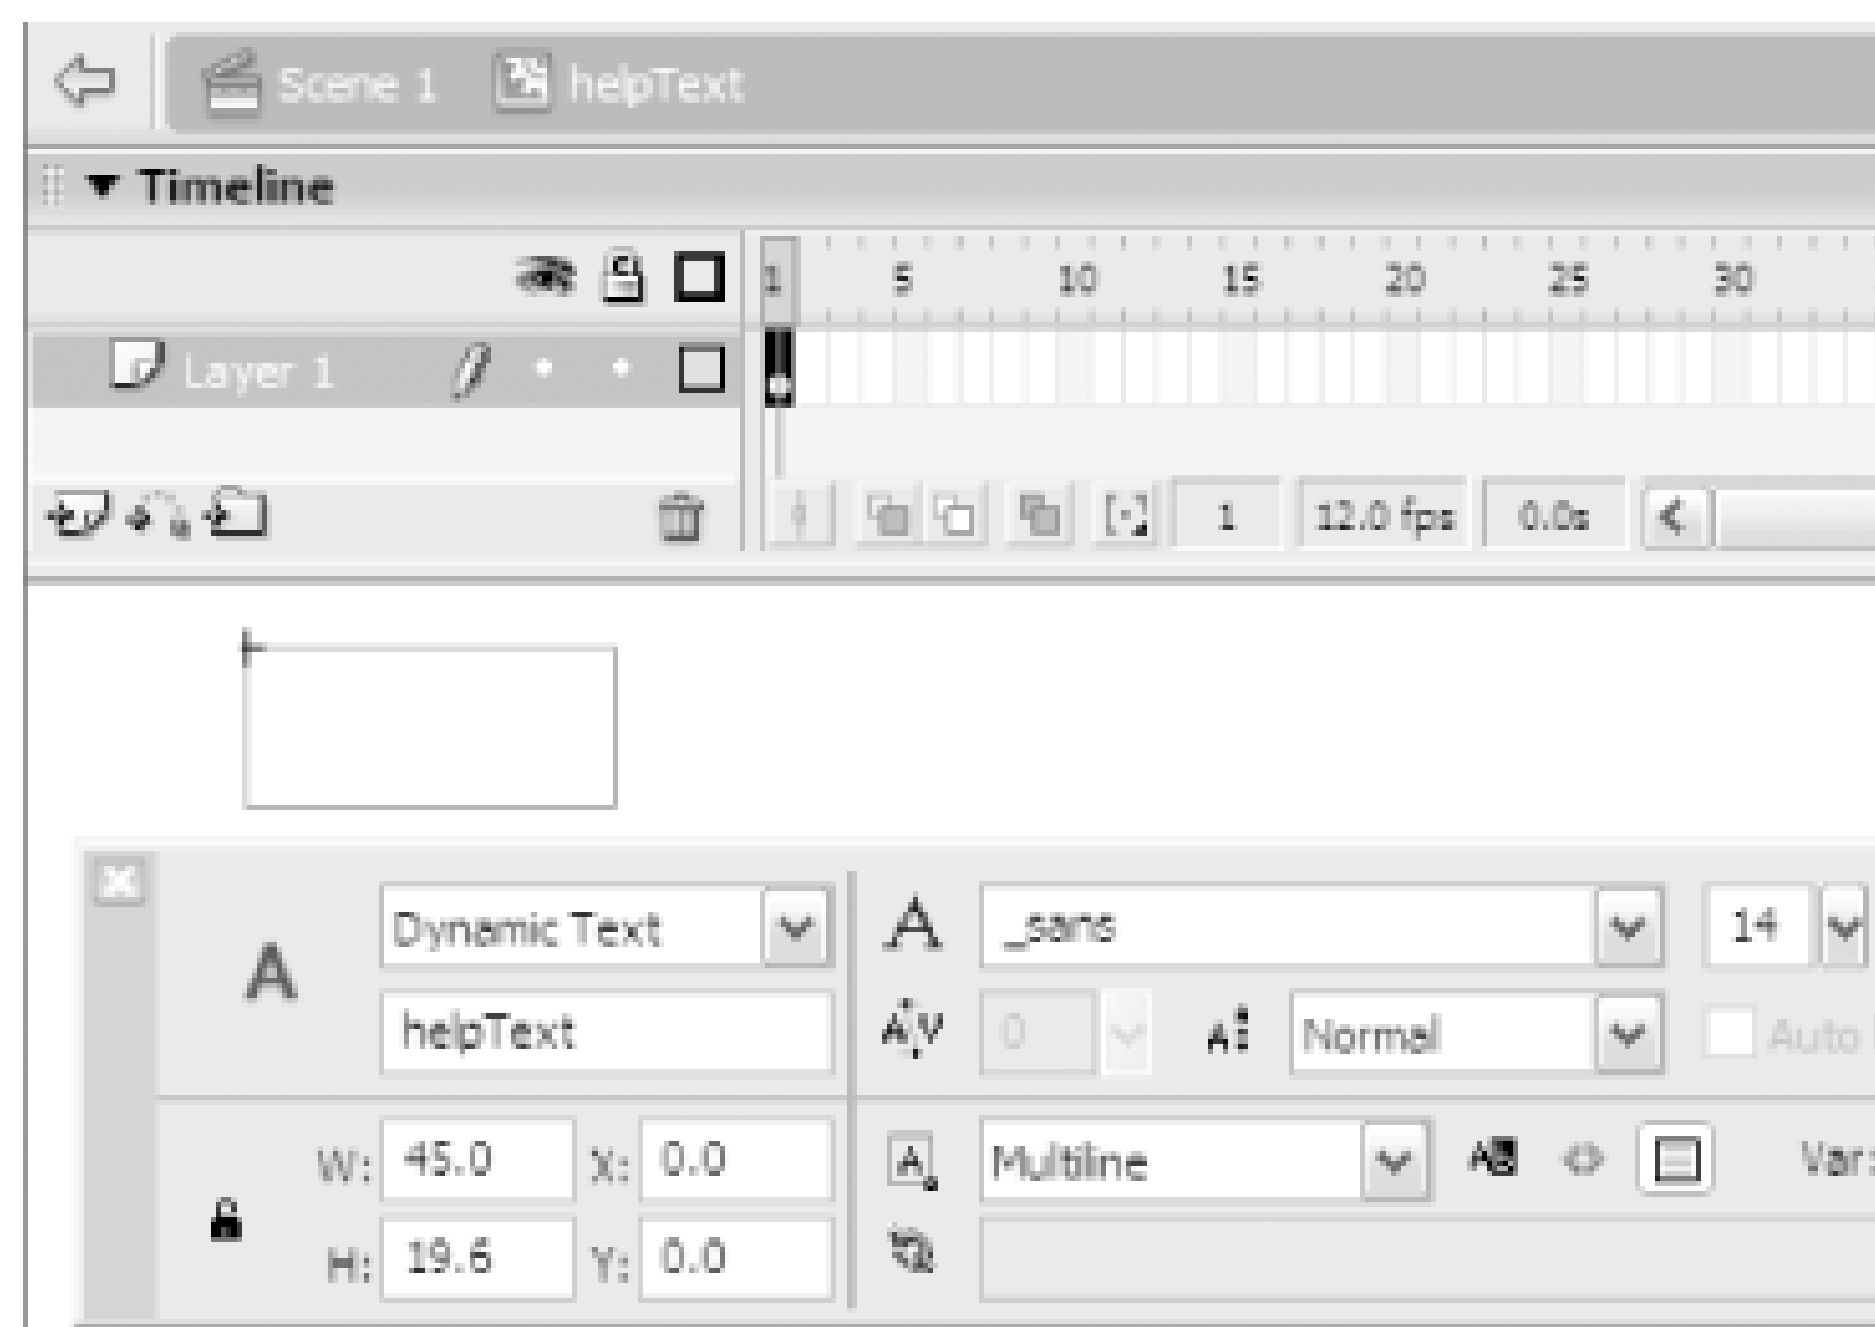 Scene 1 helpText
Timeline
1 5 10 15 20 25 30
Layer 1
1 12.0 fps 0.0s
Dynamic Text A _sans 14
A
helpText A V 0 A Normal Auto
W: 45.0 X: 0.0 A Multiline Var:
H: 19.6 Y: 0.0